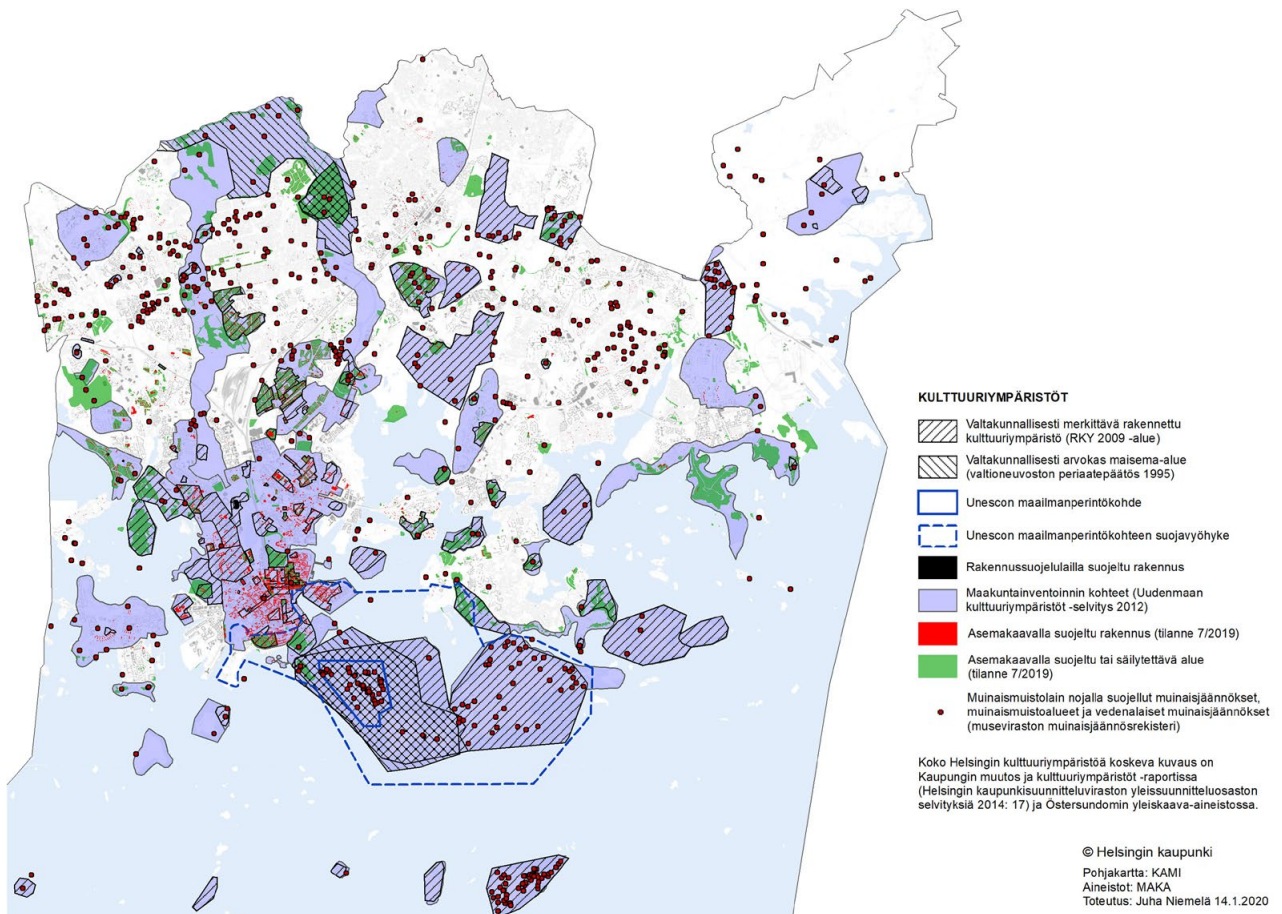 KULTTUURIYMPÄRISTÖT
Valtakunnallisesti merkittävä rakennettu
kulttuuriympäristö (RKY 2009 -alue)
Valtakunnallisesti arvokas maisema-alue
(valtioneuvoston periaatepäätös 1995)
Unescon maailmanperintökohde
Unescon maailmanperintökohteen suojavyöhyke
Rakennussuojelulailla suojeltu rakennus
Maakuntainventoinnin kohteet (Uudenmaan
kulttuuriympäristöt -selvitys 2012)
Asemakaavalla suojeltu rakennus (tilanne 7/2019)
Asemakaavalla suojeltu tai säilytettävä alue
(tilanne 7/2019)
Muinaismuistolain nojalla suojellut muinaisjäännökset,
muinaismuistoalueet ja vedenalaiset muinaisjäännökset
(museviraston muinaisjäännösrekisteri)
Koko Helsingin kulttuuriympäristöä koskeva kuvaus on
Kaupungin muutos ja kulttuuriympäristöt -raportissa
(Helsingin kaupunkisuunnitteluviraston yleissuunnitteluosaston
selvityksiä 2014: 17) ja Östersundomin yleiskaava-aineistossa.
© Helsingin kaupunki
Pohjakartta: KAMI
Aineistot: MAKA
Toteutus: Juha Niemelä 14.1.2020